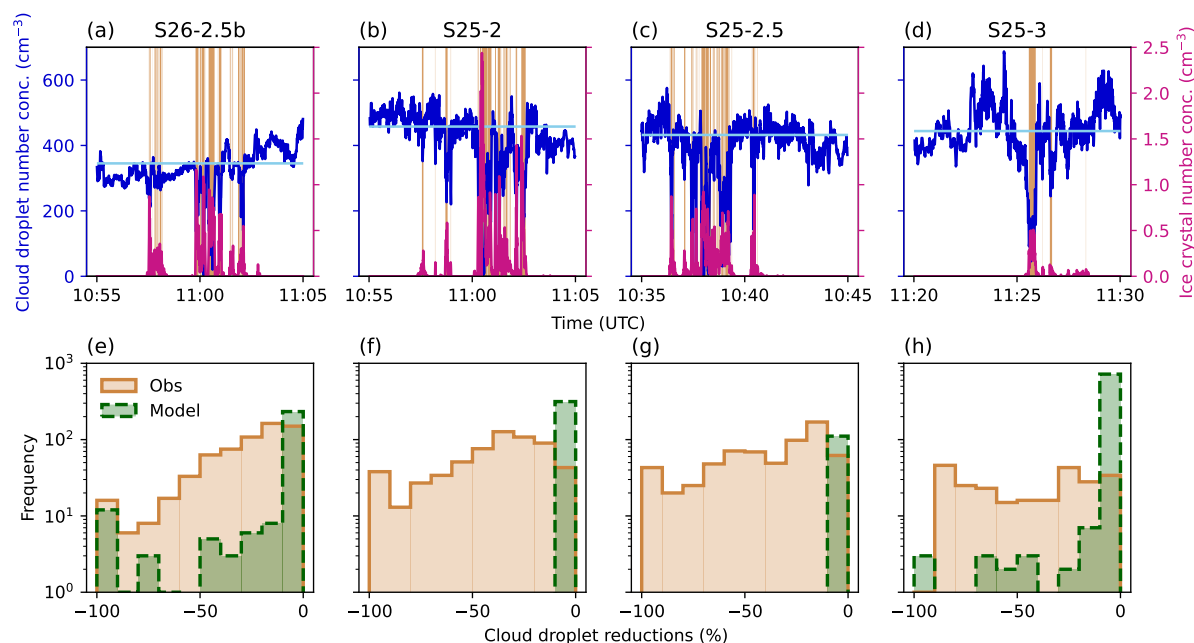 (a) S26-2.5b (b) S25-2 (c) S25-2.5 (d) S25-3
Cloud droplet number conc. (cm⁻³)
600
400
200
0
2.5
2.0
1.5
1.0
0.5
0.0
Ice crystal number conc. (cm⁻³)
10:55 11:00 11:05 10:55 11:00 11:05 10:35 10:40 10:45 11:20 11:25 11:30
Time (UTC)
(e) (f) (g) (h)
Frequency
10³
10²
10¹
10⁰
Obs
Model
−100 −50 0 −100 −50 0 −100 −50 0 −100 −50 0
Cloud droplet reductions (%)